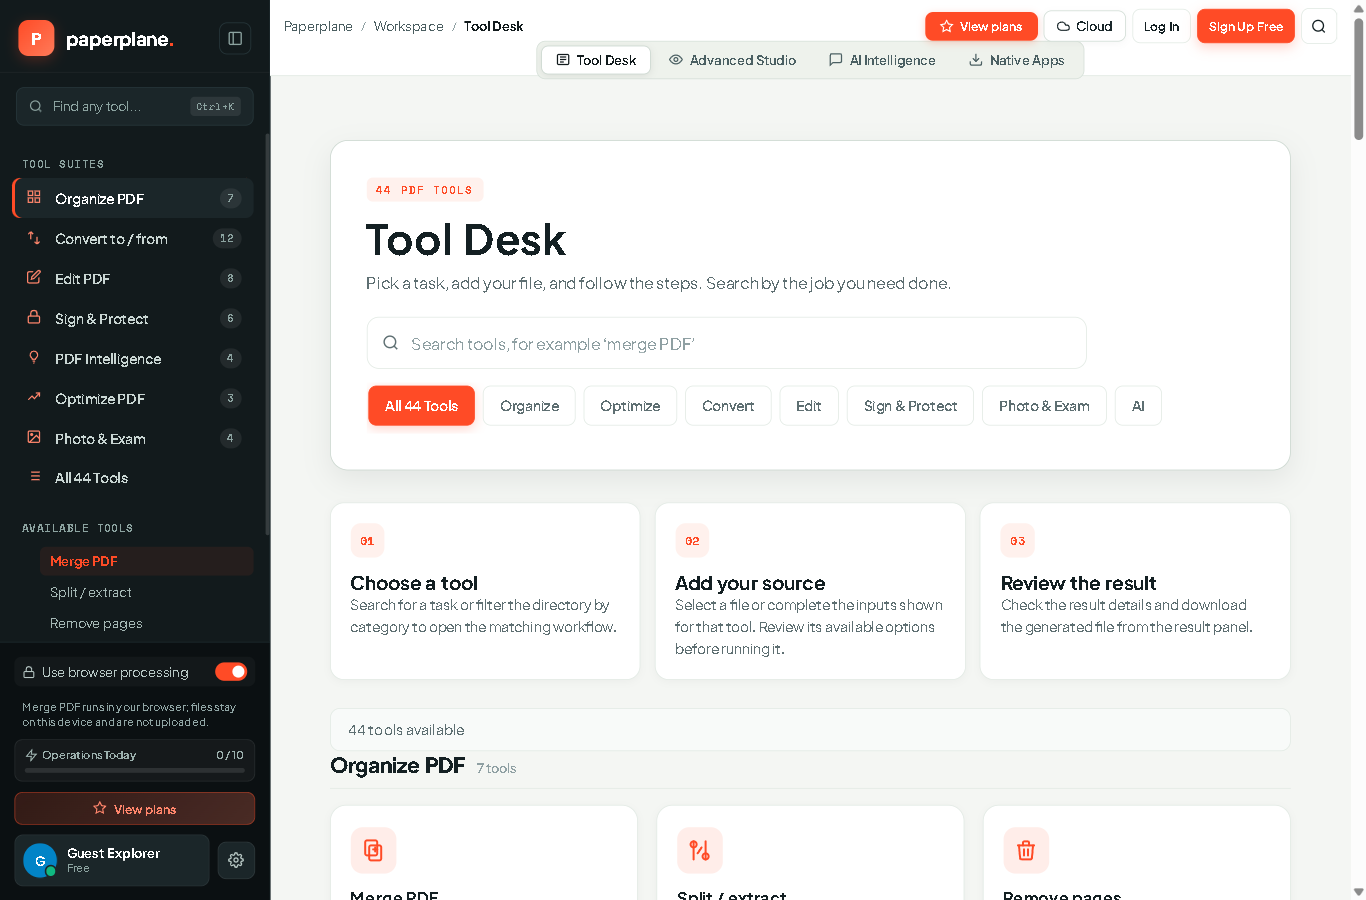 P paperplane.
Find any tool... Ctrl+K
TOOL SUITES
Organize PDF 7
Convert to / from 12
Edit PDF 8
Sign & Protect 6
PDF Intelligence 4
Optimize PDF 3
Photo & Exam 4
All 44 Tools
AVAILABLE TOOLS
Merge PDF
Split / extract
Remove pages
Use browser processing
Merge PDF runs in your browser; files stay
on this device and are not uploaded.
Operations Today 0 / 10
View plans
G Guest Explorer
Free
Paperplane / Workspace / Tool Desk
View plans
Cloud
Log In
Sign Up Free
Tool Desk
Advanced Studio
AI Intelligence
Native Apps
44 PDF TOOLS
Tool Desk
Pick a task, add your file, and follow the steps. Search by the job you need done.
Search tools, for example ‘merge PDF’
All 44 Tools
Organize
Optimize
Convert
Edit
Sign & Protect
Photo & Exam
AI
01
Choose a tool
Search for a task or filter the directory by
category to open the matching workflow.
02
Add your source
Select a file or complete the inputs shown
for that tool. Review its available options
before running it.
03
Review the result
Check the result details and download
the generated file from the result panel.
44 tools available
Organize PDF 7 tools
Merge PDF
Split / extract
Remove pages